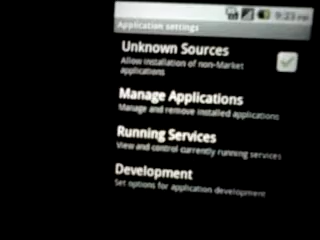 9:23 PM
Application settings
Unknown Sources
Allow installation of non-Market
applications
Manage Applications
Manage and remove installed applications
Running Services
View and control currently running services
Development
Set options for application development